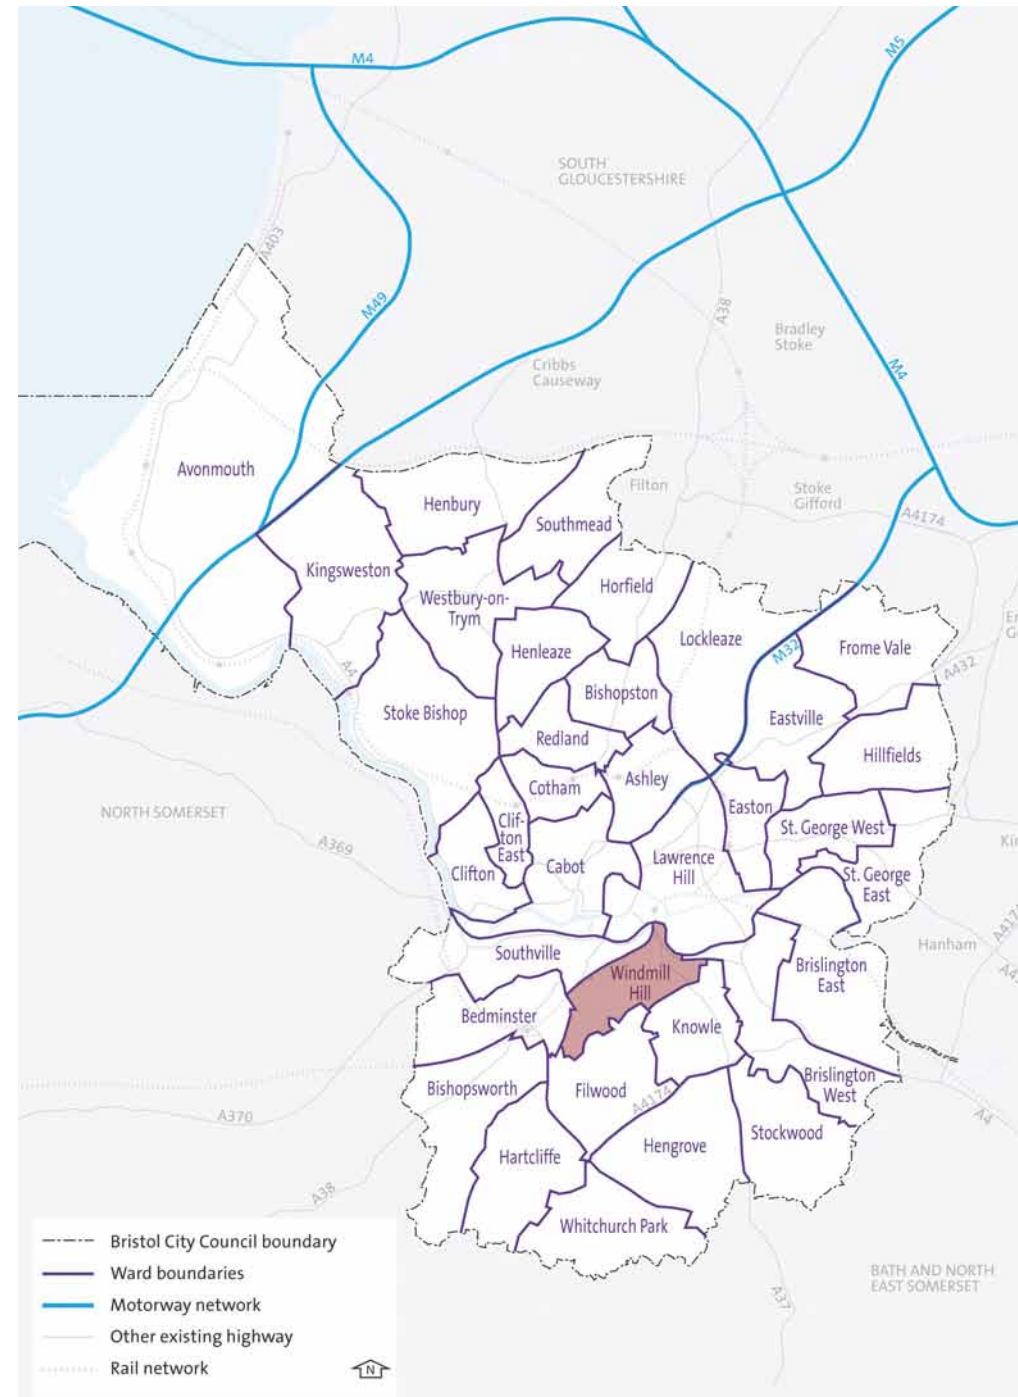 M4
M5
SOUTH
GLOUCESTERSHIRE
A403
M49
A38
Bradley
Stoke
Cribbs
Causeway
M4
Avonmouth
Henbury
Filton
Stoke
Gifford
A4174
Southmead
Kingsweston
Horfield
Westbury-on-
Trym
Lockleaze
Frome Vale
Henleaze
M32
A432
A4
Bishopston
Stoke Bishop
Eastville
Redland
Hillfields
Cotham
Ashley
NORTH SOMERSET
Easton
Clif-
ton
East
St. George West
A369
Clifton
Cabot
Lawrence
Hill
St. George
East
A4174
Hanham
Southville
Windmill
Hill
Brislington
East
Bedminster
Knowle
Bishopsworth
Filwood
A4174
Brislington
West
A370
A4
Stockwood
Hengrove
Hartcliffe
A38
Whitchurch Park
BATH AND NORTH
EAST SOMERSET
A37
Bristol City Council boundary
Ward boundaries
Motorway network
Other existing highway
Rail network
N